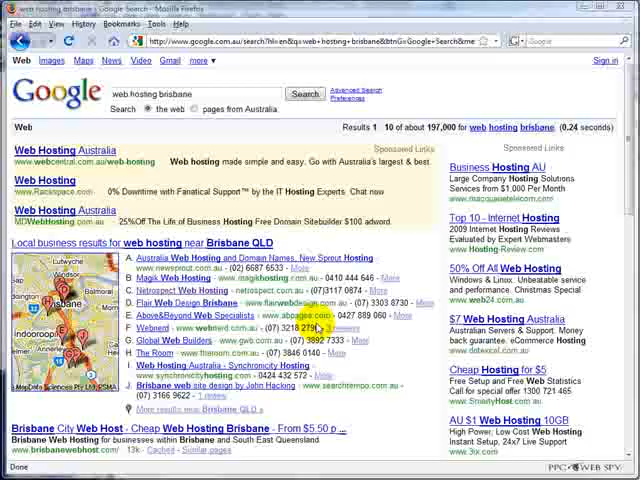 web hosting brisbane - Google Search - Mozilla Firefox
File Edit View History Bookmarks Tools Help
http://www.google.com.au/search?hl=en&q=web+hosting+brisbane&btnG=Google+Search&me
Web Images Maps News Video Gmail more ▼ Sign in
Google web hosting brisbane Search Advanced Search
Preferences
Search the web pages from Australia
Web Results 1 - 10 of about 197,000 for web hosting brisbane. (0.24 seconds)
Sponsored Links
Web Hosting Australia
www.webcentral.com.au/web-hosting Web hosting made simple and easy. Go with Australia's largest & best.
Web Hosting
www.Racsspace.com 0% Downtime with Fanatical Support™ by the IT Hosting Experts. Chat now
Web Hosting Australia
MDWebHosting.com.au 25%Off The Life of Business Hosting Free Domain Sitebuilder $100 adword.
Local business results for web hosting near Brisbane QLD
Lutwyche
Brisbane
Map Data Sciences Pty Ltd, PSMA
A. Australia Web Hosting and Domain Names, New Sprout Hosting
- www.newsprout.com.au - (02) 6687 6533 - More
B. Magik Web Hosting - www.magikhosting.com.au - 0410 444 646 - More
C. Netrospect Web Hosting - netrospect.com.au - (07)3117 0874 - More
D. Flair Web Design Brisbane - www.flairwebdesign.com.au - (07) 3303 8730 - More
E. Above&Beyond Web Specialists - www.abpages.com - 0427 889 060 - More
F. Webnerd - www.webnerd.com.au - (07) 3218 2790 - 3 reviews
G. Global Web Builders - www.gwb.com.au - (07) 3892 7333 - More
H. The Room - www.theroom.com.au - (07) 3846 0140 - More
I. Web Hosting Australia - Synchronicity Hosting
- www.synchronicityhosting.com - 0424 432 572 - More
J. Brisbane web site design by John Hacking - www.searchtempo.com.au -
(07) 3166 9622 - 1 review
More results near Brisbane QLD »
Brisbane City Web Host - Cheap Web Hosting Brisbane - From $5.50 p ...
Brisbane Web Hosting for businesses within Brisbane and South East Queensland.
www.brisbanewebhost.com/ - 13k - Cached - Similar pages
Sponsored Links
Business Hosting AU
Large Company Hosting Solutions
Services from $1,000 Per Month
www.macquarietelecom.com
Top 10 - Internet Hosting
2009 Internet Hosting Reviews
Evaluated by Expert Webmasters
www.Hosting-Review.com
50% Off All Web Hosting
Windows & Linux. Unbeatable
service and price.
www.web24.com.au
$7 Web Hosting Australia
Australian Servers & Support. Money
back guarantee. eCommerce Hosting
www.dotexcel.com.au
Cheap Hosting for $5
Free Setup and Free Web Statistics
Call for special offer 1300 721 465
www.SmartyHost.com.au
AU $1 Web Hosting 10GB
High Power, Low Cost Web Hosting
Instant Setup, 24x7 Live Support
www.3ix.com
Done PPC WEB SPY